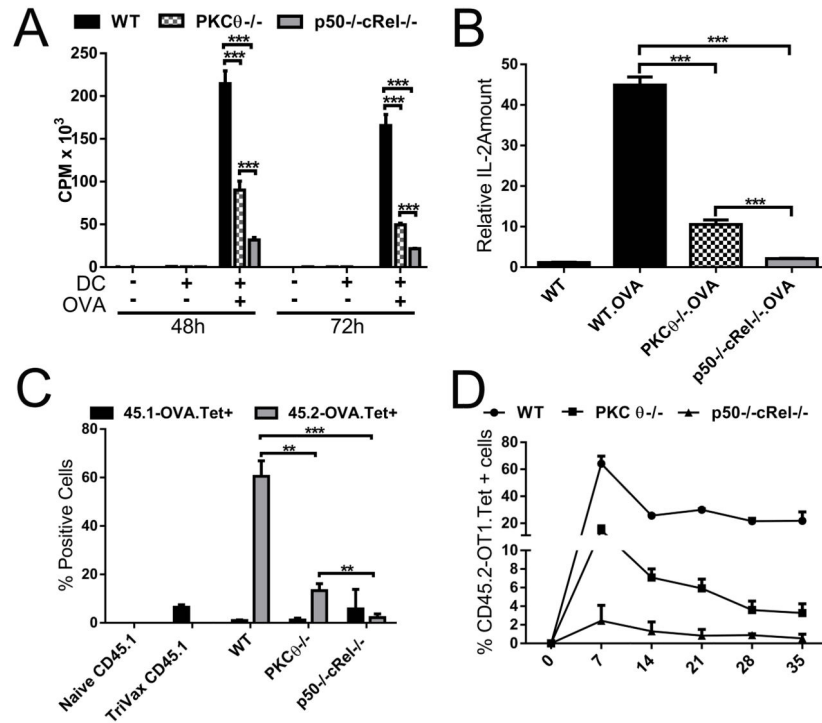 A
WT PKCθ-/- p50-/-cRel-/-
*** *** *** *** *** ***
CPM x 10³
250
200
150
100
50
0
DC - + + - + +
OVA - - + - - +
48h 72h
B
Relative IL-2Amount
50
40
30
20
10
0
*** *** ***
WT
WT.OVA
PKCθ-/-.OVA
p50-/-cRel-/-.OVA
C
45.1-OVA.Tet+ 45.2-OVA.Tet+
% Positive Cells
80
60
40
20
0
***
**
**
Naive CD45.1
TriVax CD45.1
WT
PKCθ-/-
p50-/-cRel-/-
D
WT PKC θ-/- p50-/-cRel-/-
% CD45.2-OT1.Tet + cells
80
60
40
20
8
6
4
2
0
0 7 14 21 28 35